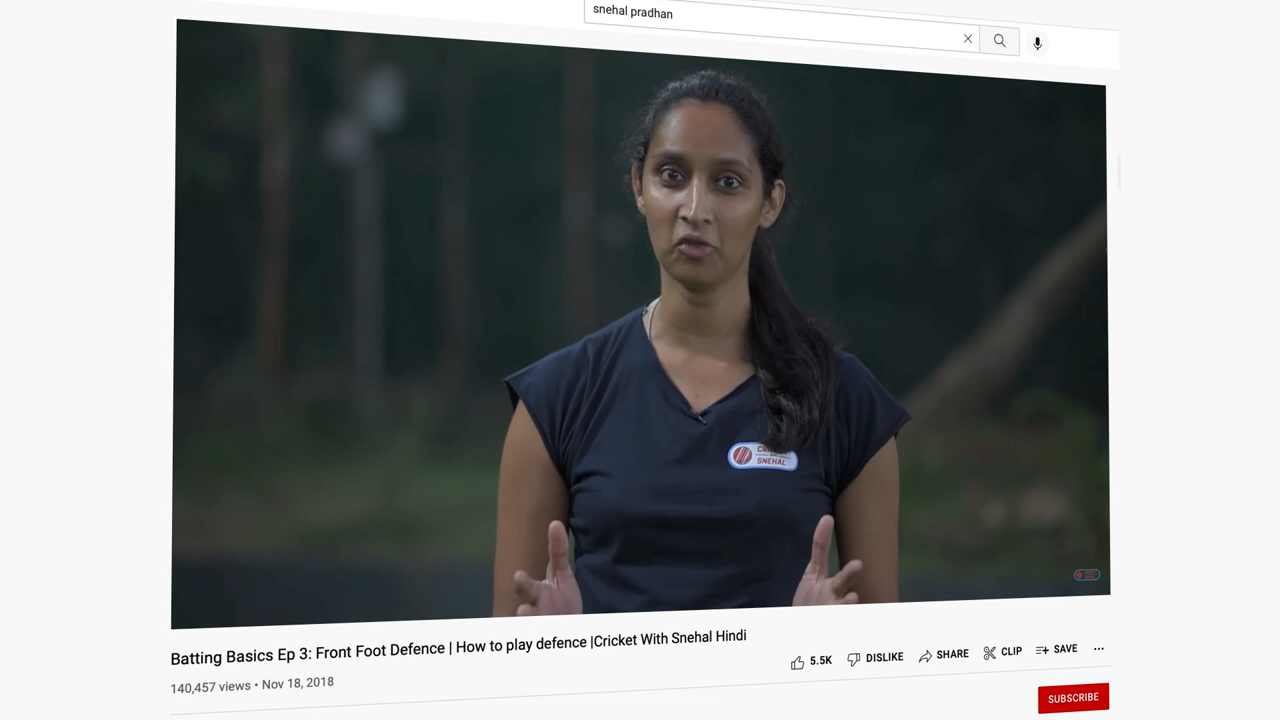 snehal pradhan
SNEHAL
Batting Basics Ep 3: Front Foot Defence | How to play defence |Cricket With Snehal Hindi
5.5K DISLIKE SHARE CLIP SAVE
140,457 views • Nov 18, 2018
SUBSCRIBE